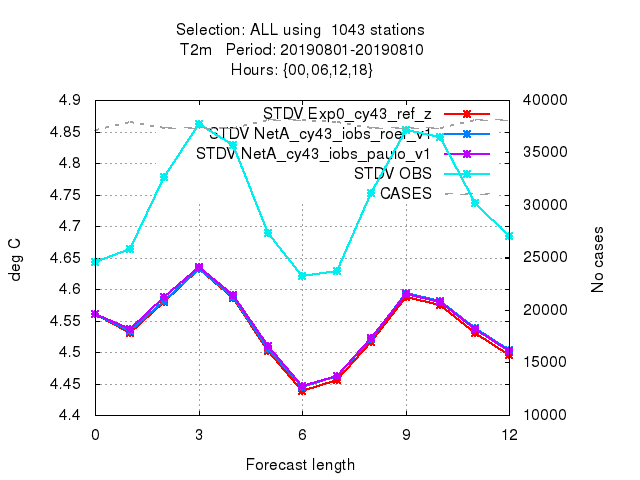 Selection: ALL using  1043 stations
T2m   Period: 20190801-20190810
Hours: {00,06,12,18}
STDV Exp0_cy43_ref_z
STDV NetA_cy43_iobs_roel_v1
STDV NetA_cy43_iobs_paulo_v1
STDV OBS
CASES
4.9
4.85
4.8
4.75
4.7
4.65
4.6
4.55
4.5
4.45
4.4
deg C
40000
35000
30000
25000
20000
15000
10000
No cases
0 3 6 9 12
Forecast length